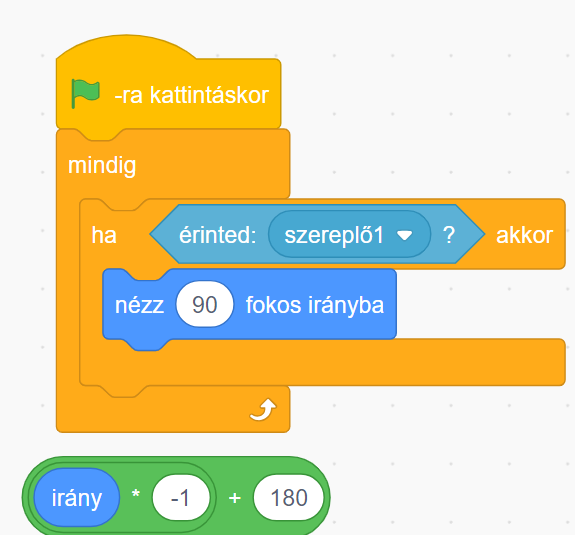 -ra kattintáskor
mindig
ha érinted: szereplő1 ? akkor
nézz 90 fokos irányba
irány * -1 + 180